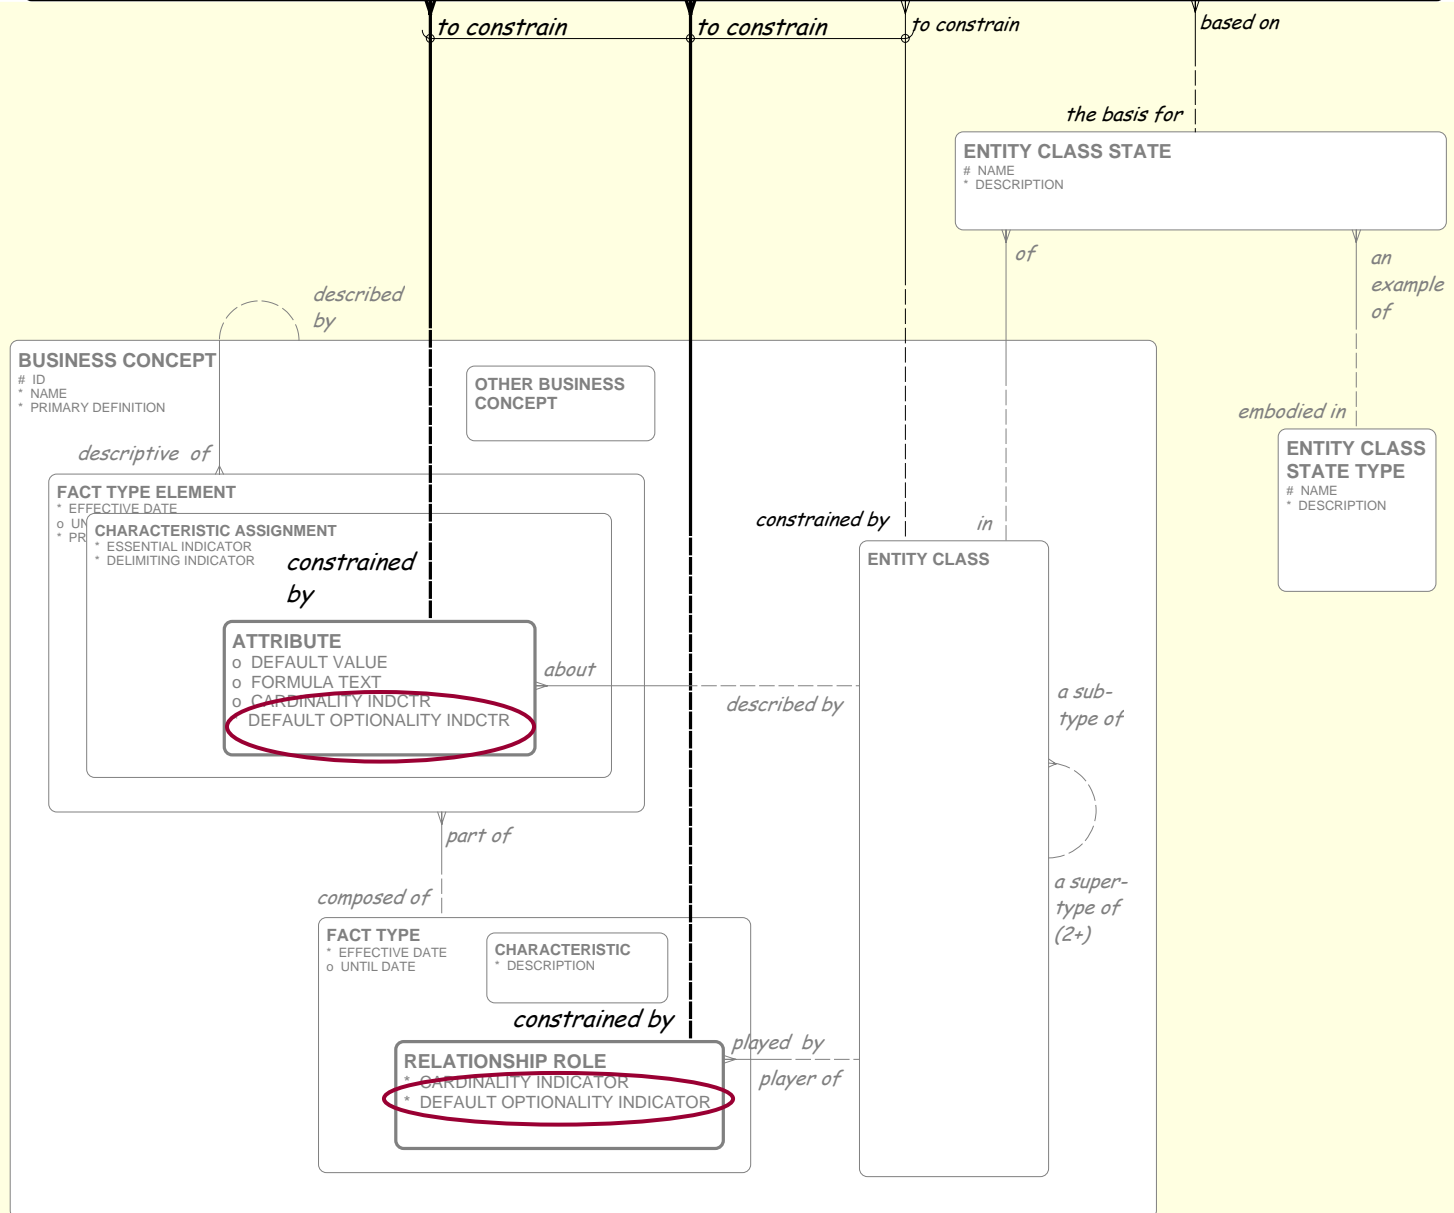 to constrain
to constrain
to constrain
based on
the basis for
ENTITY CLASS STATE
# NAME
* DESCRIPTION
of
an
example
of
described
by
BUSINESS CONCEPT
# ID
* NAME
* PRIMARY DEFINITION
OTHER BUSINESS
CONCEPT
embodied in
descriptive of
ENTITY CLASS
STATE TYPE
# NAME
* DESCRIPTION
FACT TYPE ELEMENT
* EFFECTIVE DATE
o UN
* PR
CHARACTERISTIC ASSIGNMENT
* ESSENTIAL INDICATOR
* DELIMITING INDICATOR
constrained by
in
constrained
by
ENTITY CLASS
ATTRIBUTE
o DEFAULT VALUE
o FORMULA TEXT
o CARDINALITY INDCTR
DEFAULT OPTIONALITY INDCTR
about
described by
a sub-
type of
part of
composed of
a super-
type of
(2+)
FACT TYPE
* EFFECTIVE DATE
o UNTIL DATE
CHARACTERISTIC
* DESCRIPTION
constrained by
RELATIONSHIP ROLE
* CARDINALITY INDICATOR
* DEFAULT OPTIONALITY INDICATOR
played by
player of